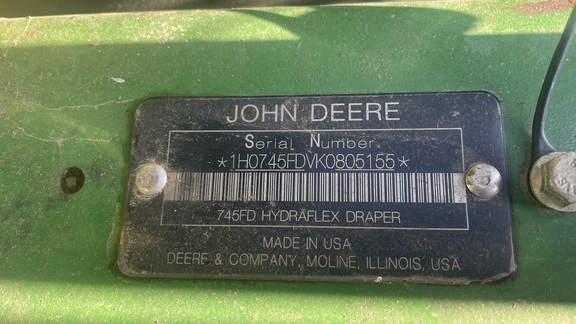 JOHN DEERE
Serial Number
*1H0745FDVK0805155*
745FD HYDRAFLEX DRAPER
MADE IN USA
DEERE & COMPANY, MOLINE, ILLINOIS, USA